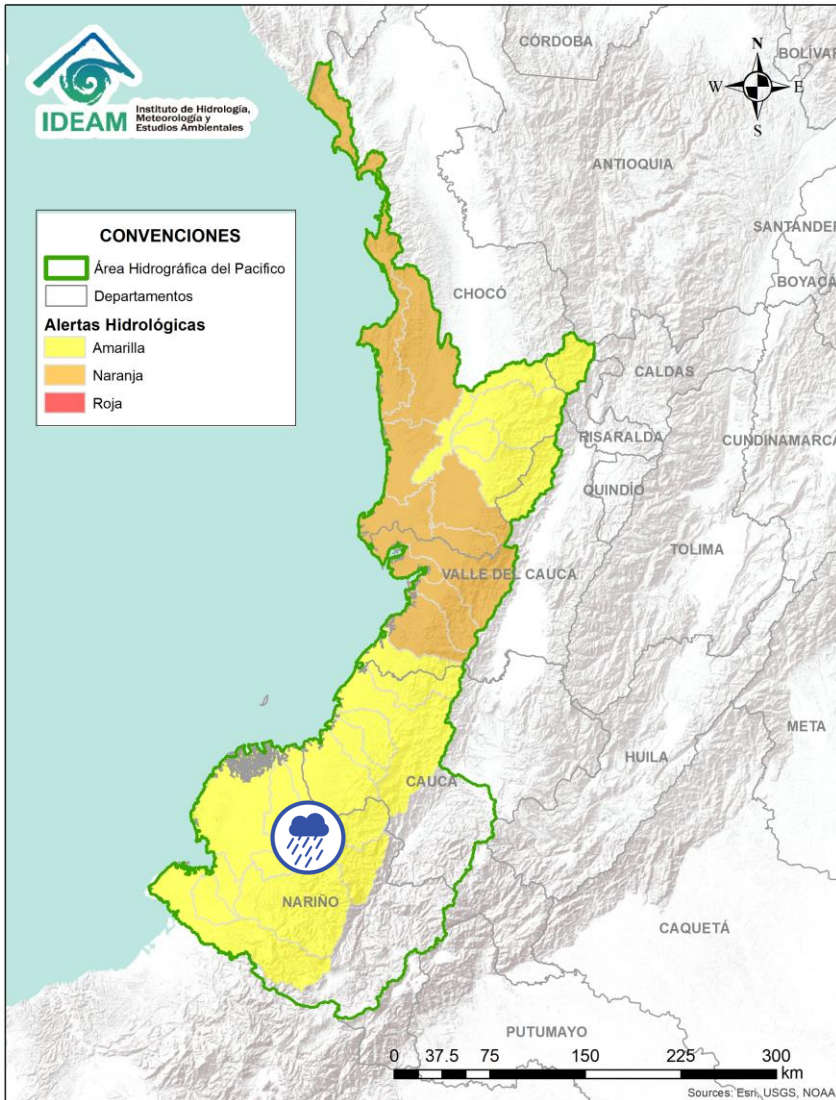 IDEAM
Instituto de Hidrología,
Meteorología y
Estudios Ambientales
CÓRDOBA
BOLÍVAR
N
W
E
S
ANTIOQUIA
SANTANDER
BOYACÁ
CONVENCIONES
Área Hidrográfica del Pacifico
Departamentos
Alertas Hidrológicas
Amarilla
Naranja
Roja
CHOCÓ
CALDAS
RISARALDA
CUNDINAMARCA
QUINDÍO
TOLIMA
VALLE DEL CAUCA
META
HUILA
CAUCA
NARIÑO
CAQUETÁ
PUTUMAYO
0 37.5 75 150 225 300
km
Sources: Esri, USGS, NOAA